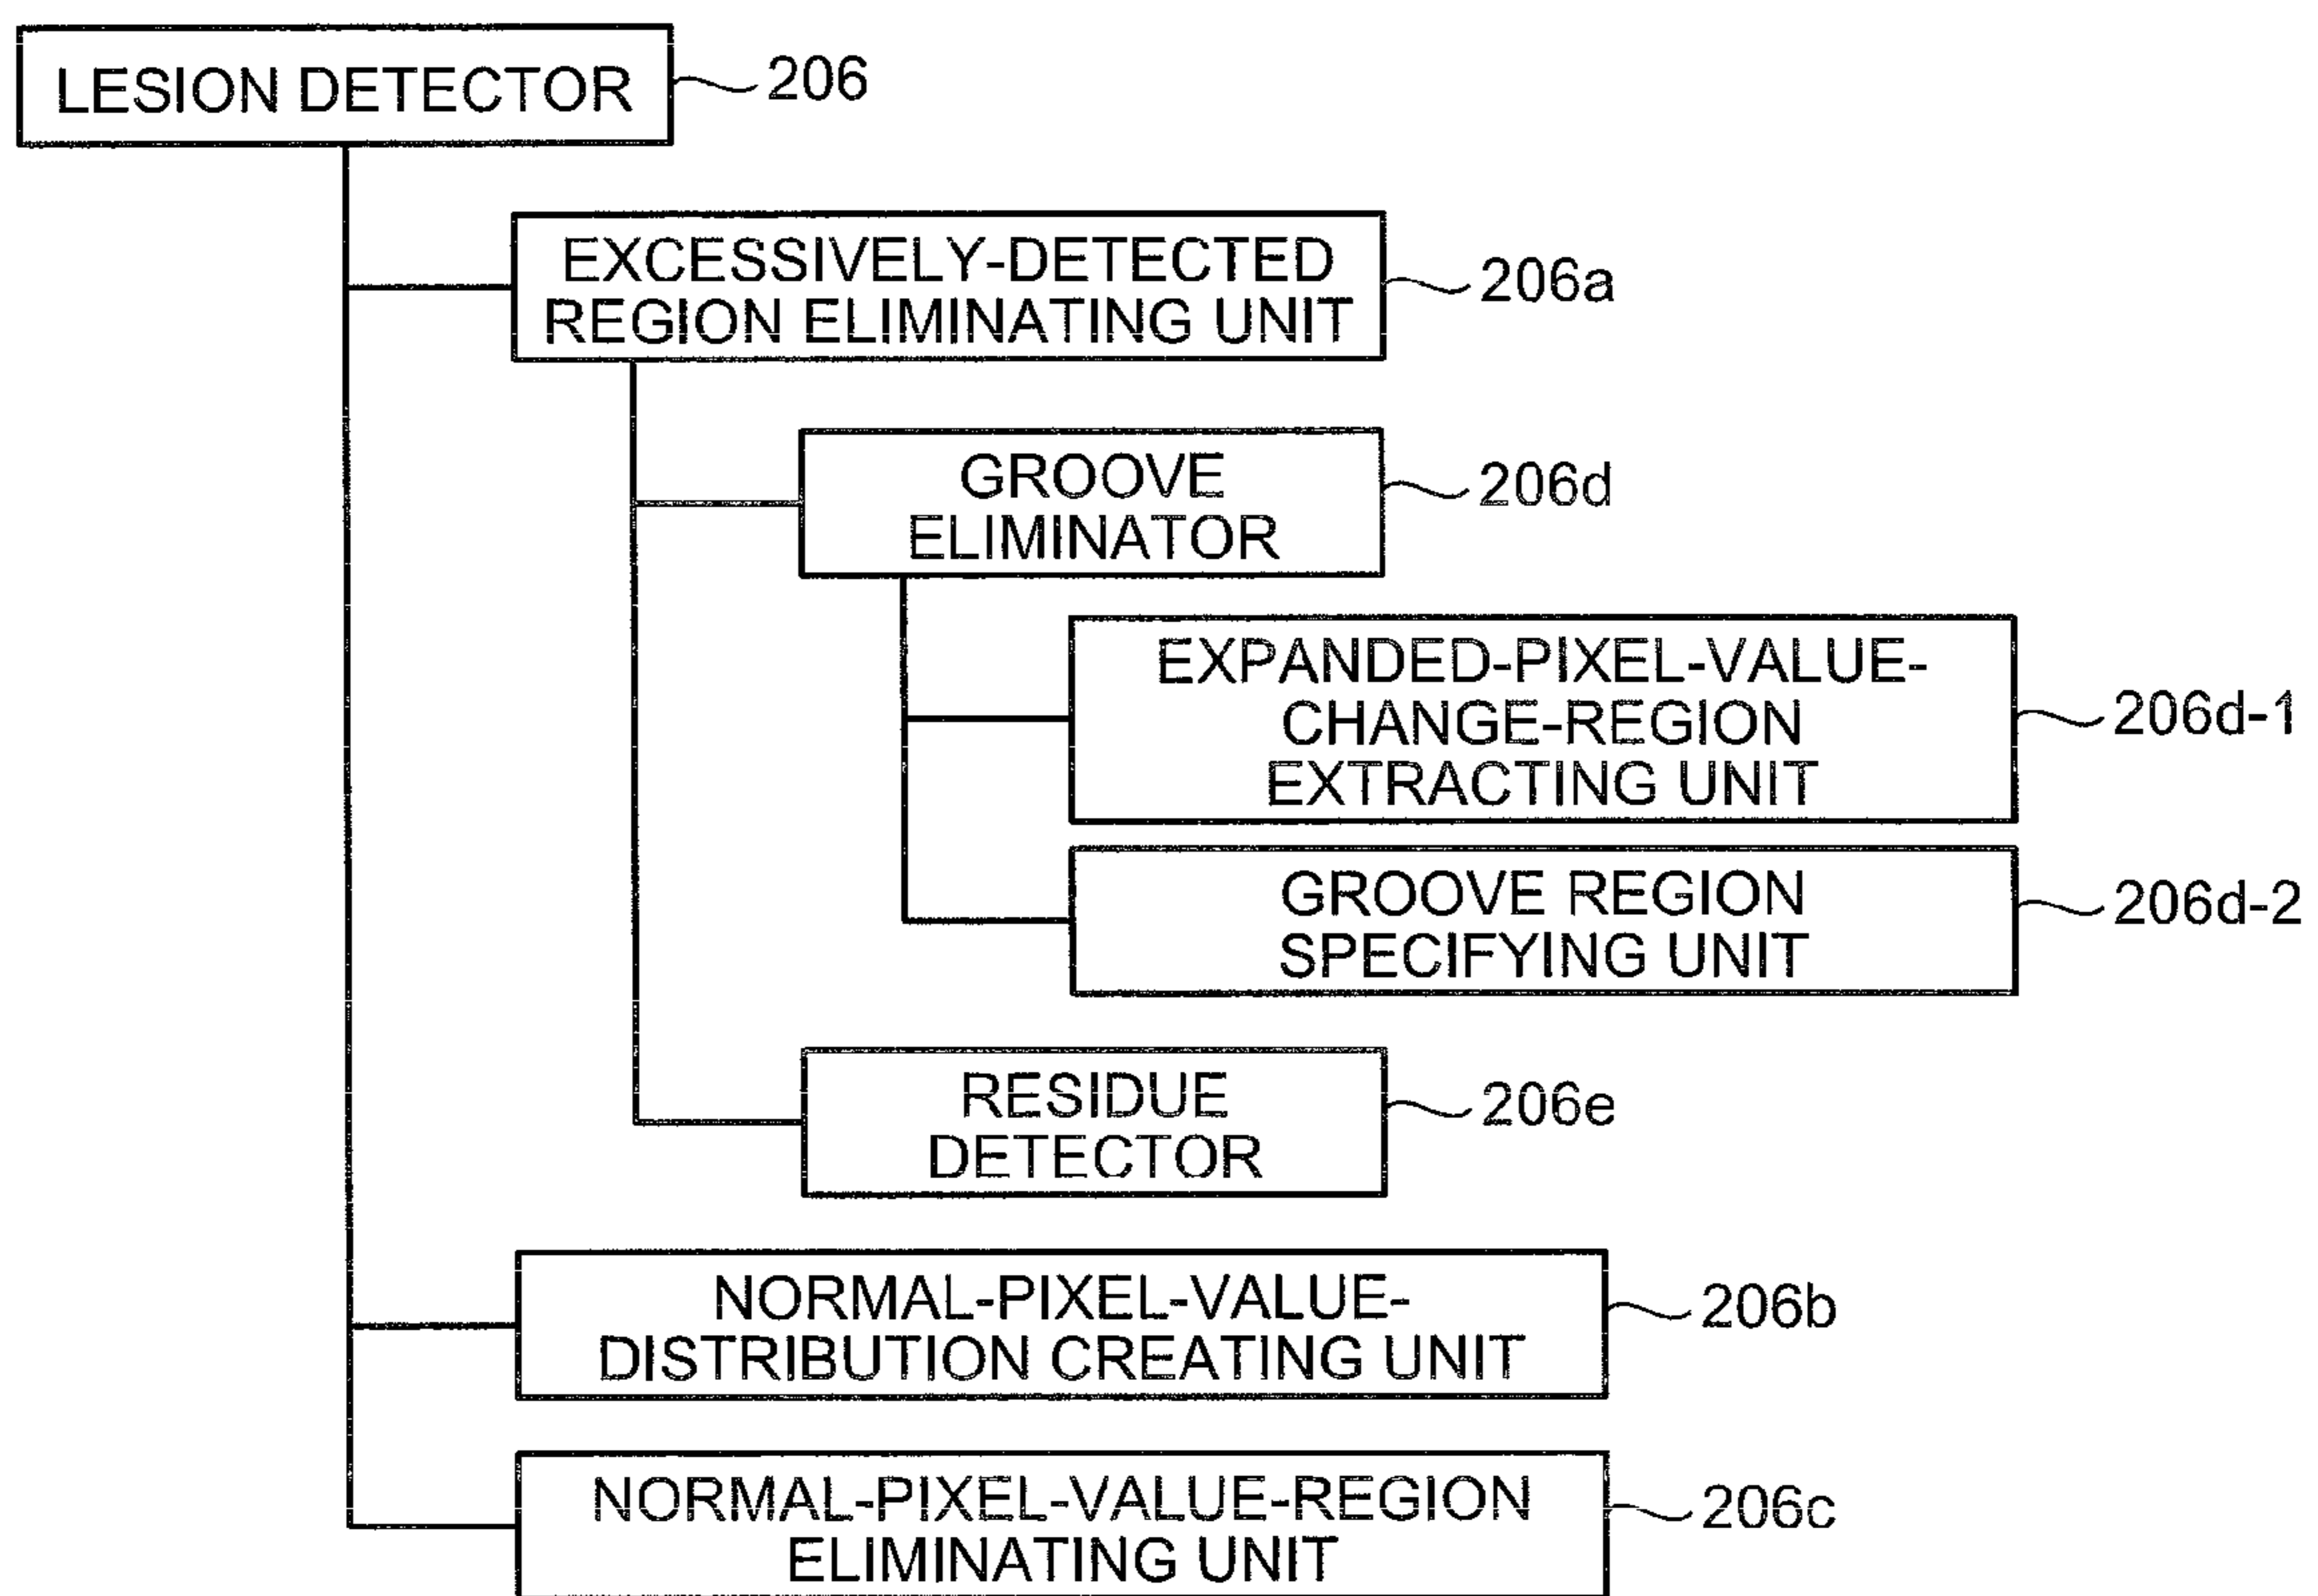 LESION DETECTOR
206
EXCESSIVELY-DETECTED
REGION ELIMINATING UNIT
206a
GROOVE
ELIMINATOR
206d
EXPANDED-PIXEL-VALUE-
CHANGE-REGION
EXTRACTING UNIT
206d-1
GROOVE REGION
SPECIFYING UNIT
206d-2
RESIDUE
DETECTOR
206e
NORMAL-PIXEL-VALUE-
DISTRIBUTION CREATING UNIT
206b
NORMAL-PIXEL-VALUE-REGION
ELIMINATING UNIT
206c